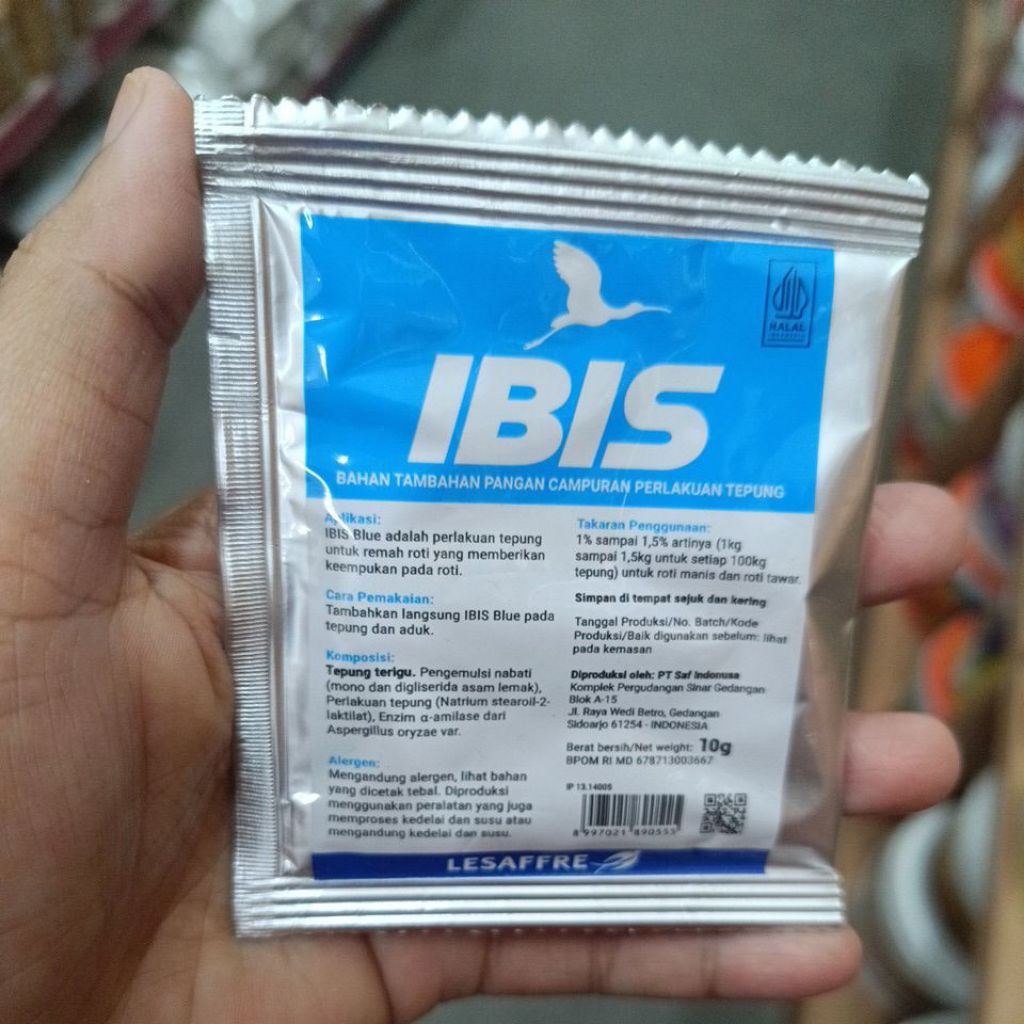 HALAL
INDONESIA
IBIS
BAHAN TAMBAHAN PANGAN CAMPURAN PERLAKUAN TEPUNG
Aplikasi:
IBIS Blue adalah perlakuan tepung
untuk remah roti yang memberikan
keempukan pada roti.
Cara Pemakaian:
Tambahkan langsung IBIS Blue pada
tepung dan aduk.
Komposisi:
Tepung terigu. Pengemulsi nabati
(mono dan digliserida asam lemak),
Perlakuan tepung (Natrium stearoil-2-
laktilat), Enzim α-amilase dari
Aspergillus oryzae var.
Alergen:
Mengandung alergen, lihat bahan
yang dicetak tebal. Diproduksi
menggunakan peralatan yang juga
memproses kedelai dan susu atau
mengandung kedelai dan susu.
Takaran Penggunaan:
1% sampai 1,5% artinya (1kg
sampai 1,5kg untuk setiap 100kg
tepung) untuk roti manis dan roti tawar.
Simpan di tempat sejuk dan kering
Tanggal Produksi/No. Batch/Kode
Produksi/Baik digunakan sebelum: lihat
pada kemasan
Diproduksi oleh: PT Saf Indonusa
Komplek Pergudangan Sinar Gedangan
Blok A-15
Jl. Raya Wedi Betro, Gedangan
Sidoarjo 61254 - INDONESIA
Berat bersih/Net weight: 10g
BPOM RI MD 678713003667
IP 13.14005
8 997021 890555
LESAFFRE